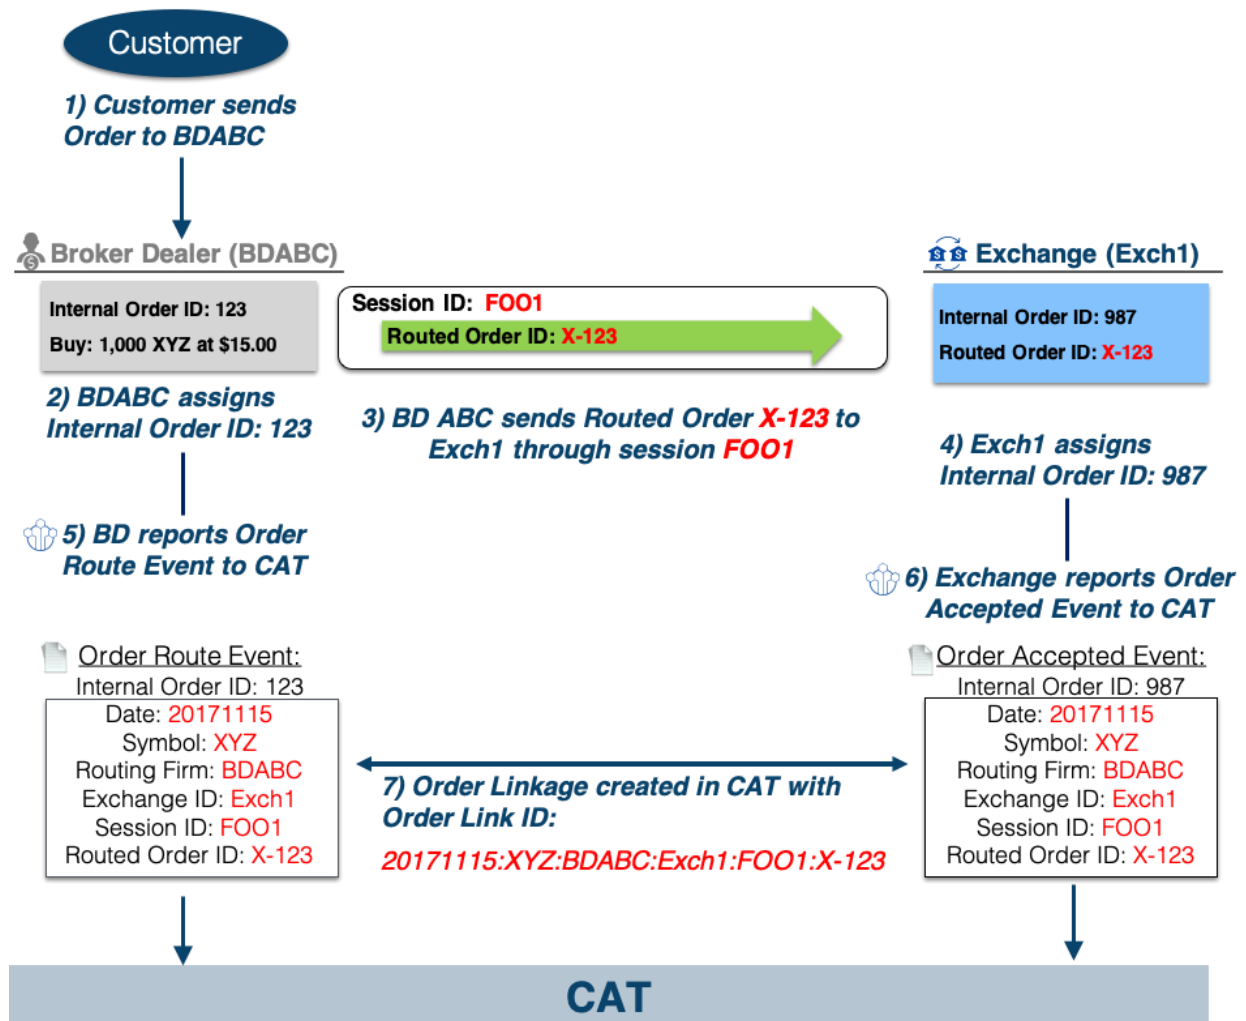 Customer
1) Customer sends
Order to BDABC
Broker Dealer (BDABC)
Internal Order ID: 123
Buy: 1,000 XYZ at $15.00
Session ID: FOO1
Routed Order ID: X-123
Exchange (Exch1)
Internal Order ID: 987
Routed Order ID: X-123
2) BDABC assigns
Internal Order ID: 123
3) BD ABC sends Routed Order X-123 to
Exch1 through session FOO1
4) Exch1 assigns
Internal Order ID: 987
5) BD reports Order
Route Event to CAT
6) Exchange reports Order
Accepted Event to CAT
Order Route Event:
Internal Order ID: 123
Date: 20171115
Symbol: XYZ
Routing Firm: BDABC
Exchange ID: Exch1
Session ID: FOO1
Routed Order ID: X-123
7) Order Linkage created in CAT with
Order Link ID:
20171115:XYZ:BDABC:Exch1:FOO1:X-123
Order Accepted Event:
Internal Order ID: 987
Date: 20171115
Symbol: XYZ
Routing Firm: BDABC
Exchange ID: Exch1
Session ID: FOO1
Routed Order ID: X-123
CAT